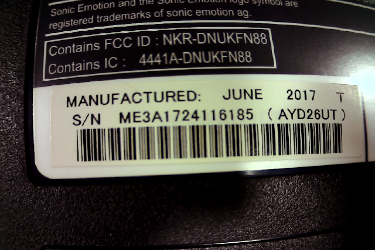 Sonic Emotion and the Sonic Emotion logo symbol are
registered trademarks of sonic emotion ag.
Contains FCC ID : NKR-DNUKFN88
Contains IC : 4441A-DNUKFN88
MANUFACTURED: JUNE 2017 T
S/N ME3A1724116185 (AYD26UT)